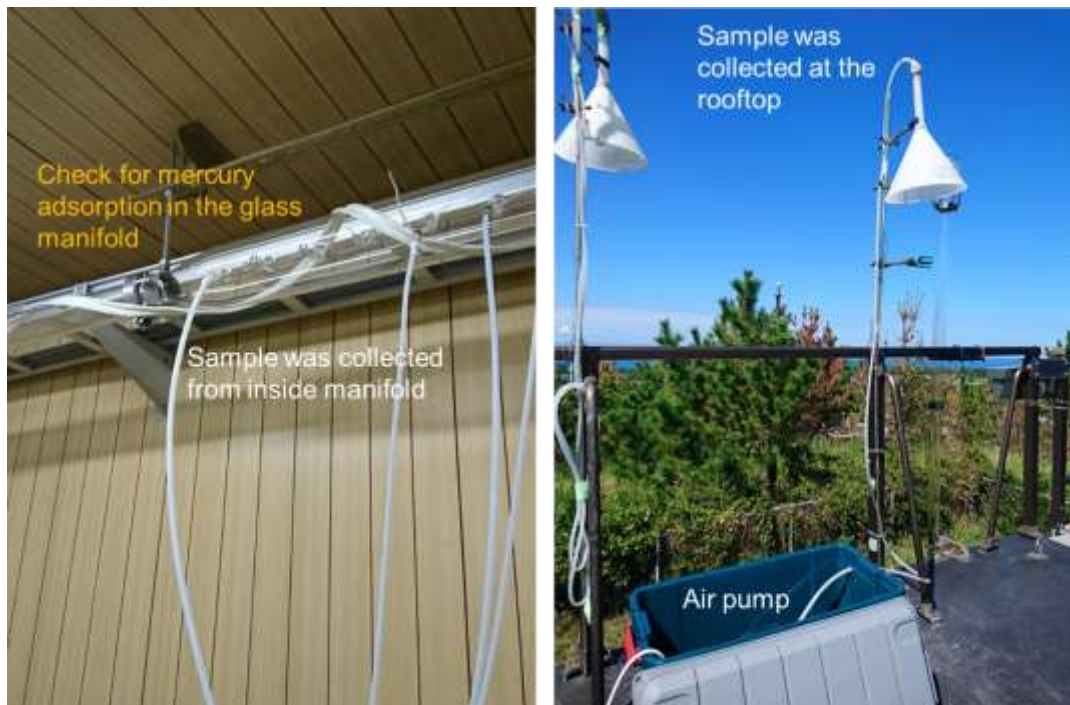 Check for mercury
adsorption in the glass
manifold
Sample was collected
from inside manifold
Sample was
collected at the
rooftop
Air pump